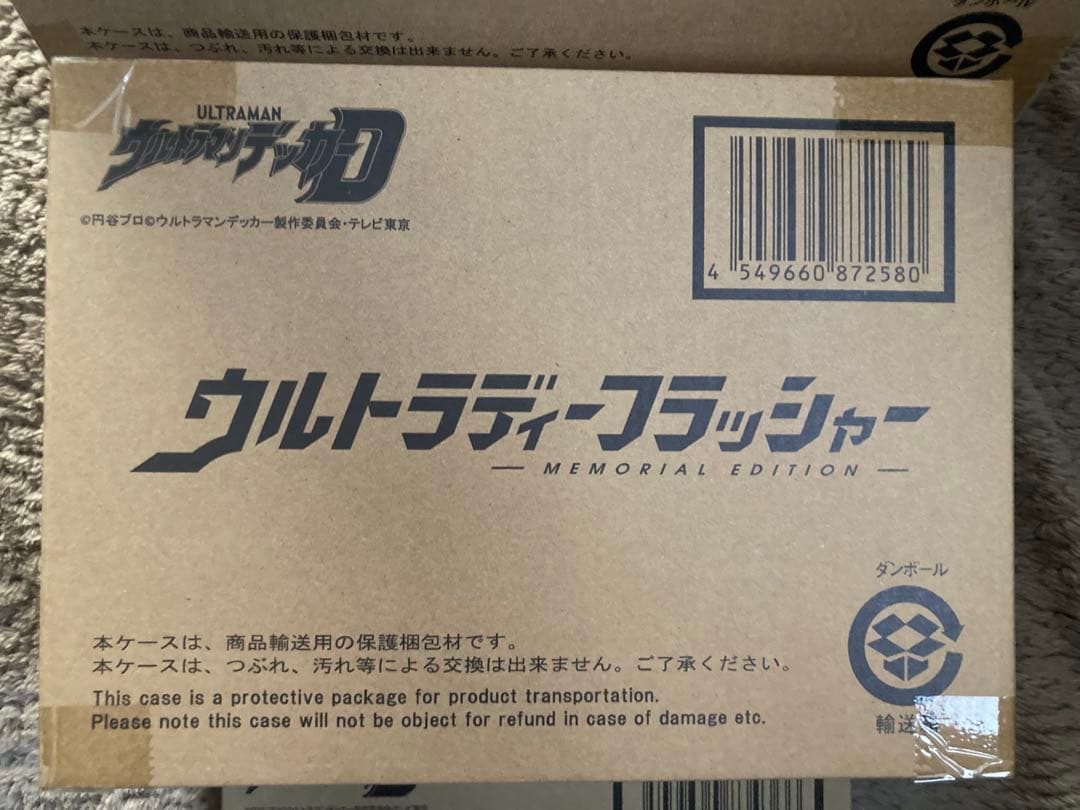 本ケースは、商品輸送用の保護梱包材です。
本ケースは、つぶれ、汚れ等による交換は出来ません。ご了承ください。
ダンボール
ULTRAMAN
ウルトラマンデッカーD
©円谷プロ©ウルトラマンデッカー製作委員会・テレビ東京
4 549660 872580
ウルトラディーフラッシャー
— MEMORIAL EDITION —
ダンボール
本ケースは、商品輸送用の保護梱包材です。
本ケースは、つぶれ、汚れ等による交換は出来ません。ご了承ください。
This case is a protective package for product transportation.
Please note this case will not be object for refund in case of damage etc.
輸送